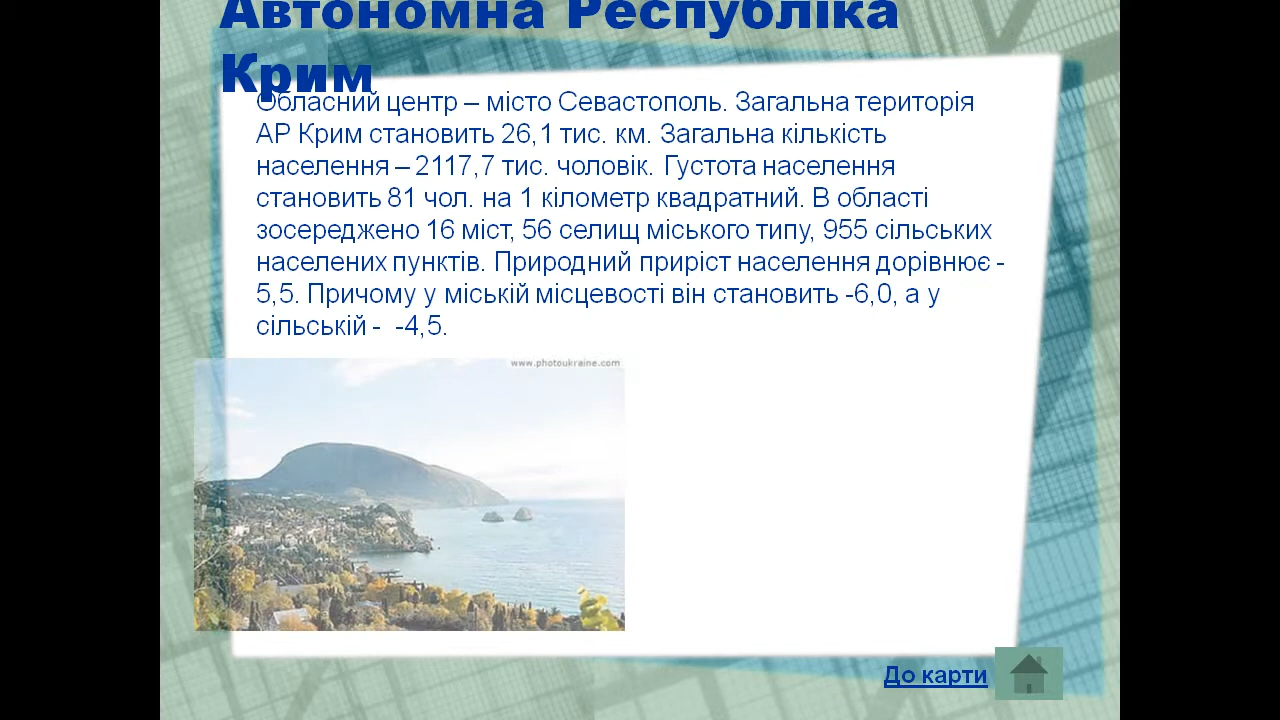 Автономна Республіка
Крим
Обласний центр – місто Севастополь. Загальна територія
АР Крим становить 26,1 тис. км. Загальна кількість
населення – 2117,7 тис. чоловік. Густота населення
становить 81 чол. на 1 кілометр квадратний. В області
зосереджено 16 міст, 56 селищ міського типу, 955 сільських
населених пунктів. Природний приріст населення дорівнює -
5,5. Причому у міській місцевості він становить -6,0, а у
сільській -  -4,5.
www.photoukraine.com
До карти